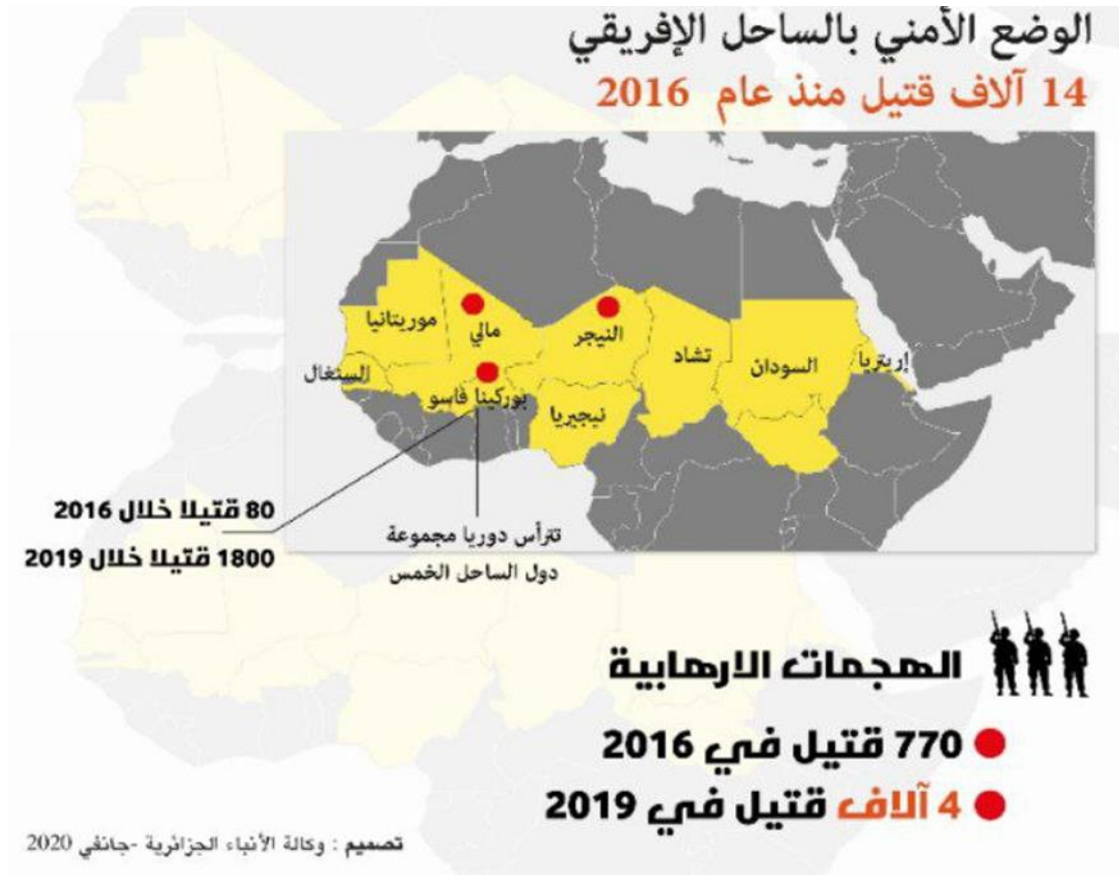 الوضع الأمني بالساحل الإفريقي
14 آلاف قتيل منذ عام 2016
موريتانيا
مالي
النيجر
تشاد
السودان
إريتريا
السنغال
بوركينا فاسو
نيجيريا
80 قتيلا خلال 2016
1800 قتيلا خلال 2019
تترأس دوريا مجموعة
دول الساحل الخمس
الهجمات الارهابية
770 قتيل في 2016
4 آلاف قتيل في 2019
تصميم : وكالة الأنباء الجزائرية -جانفي 2020